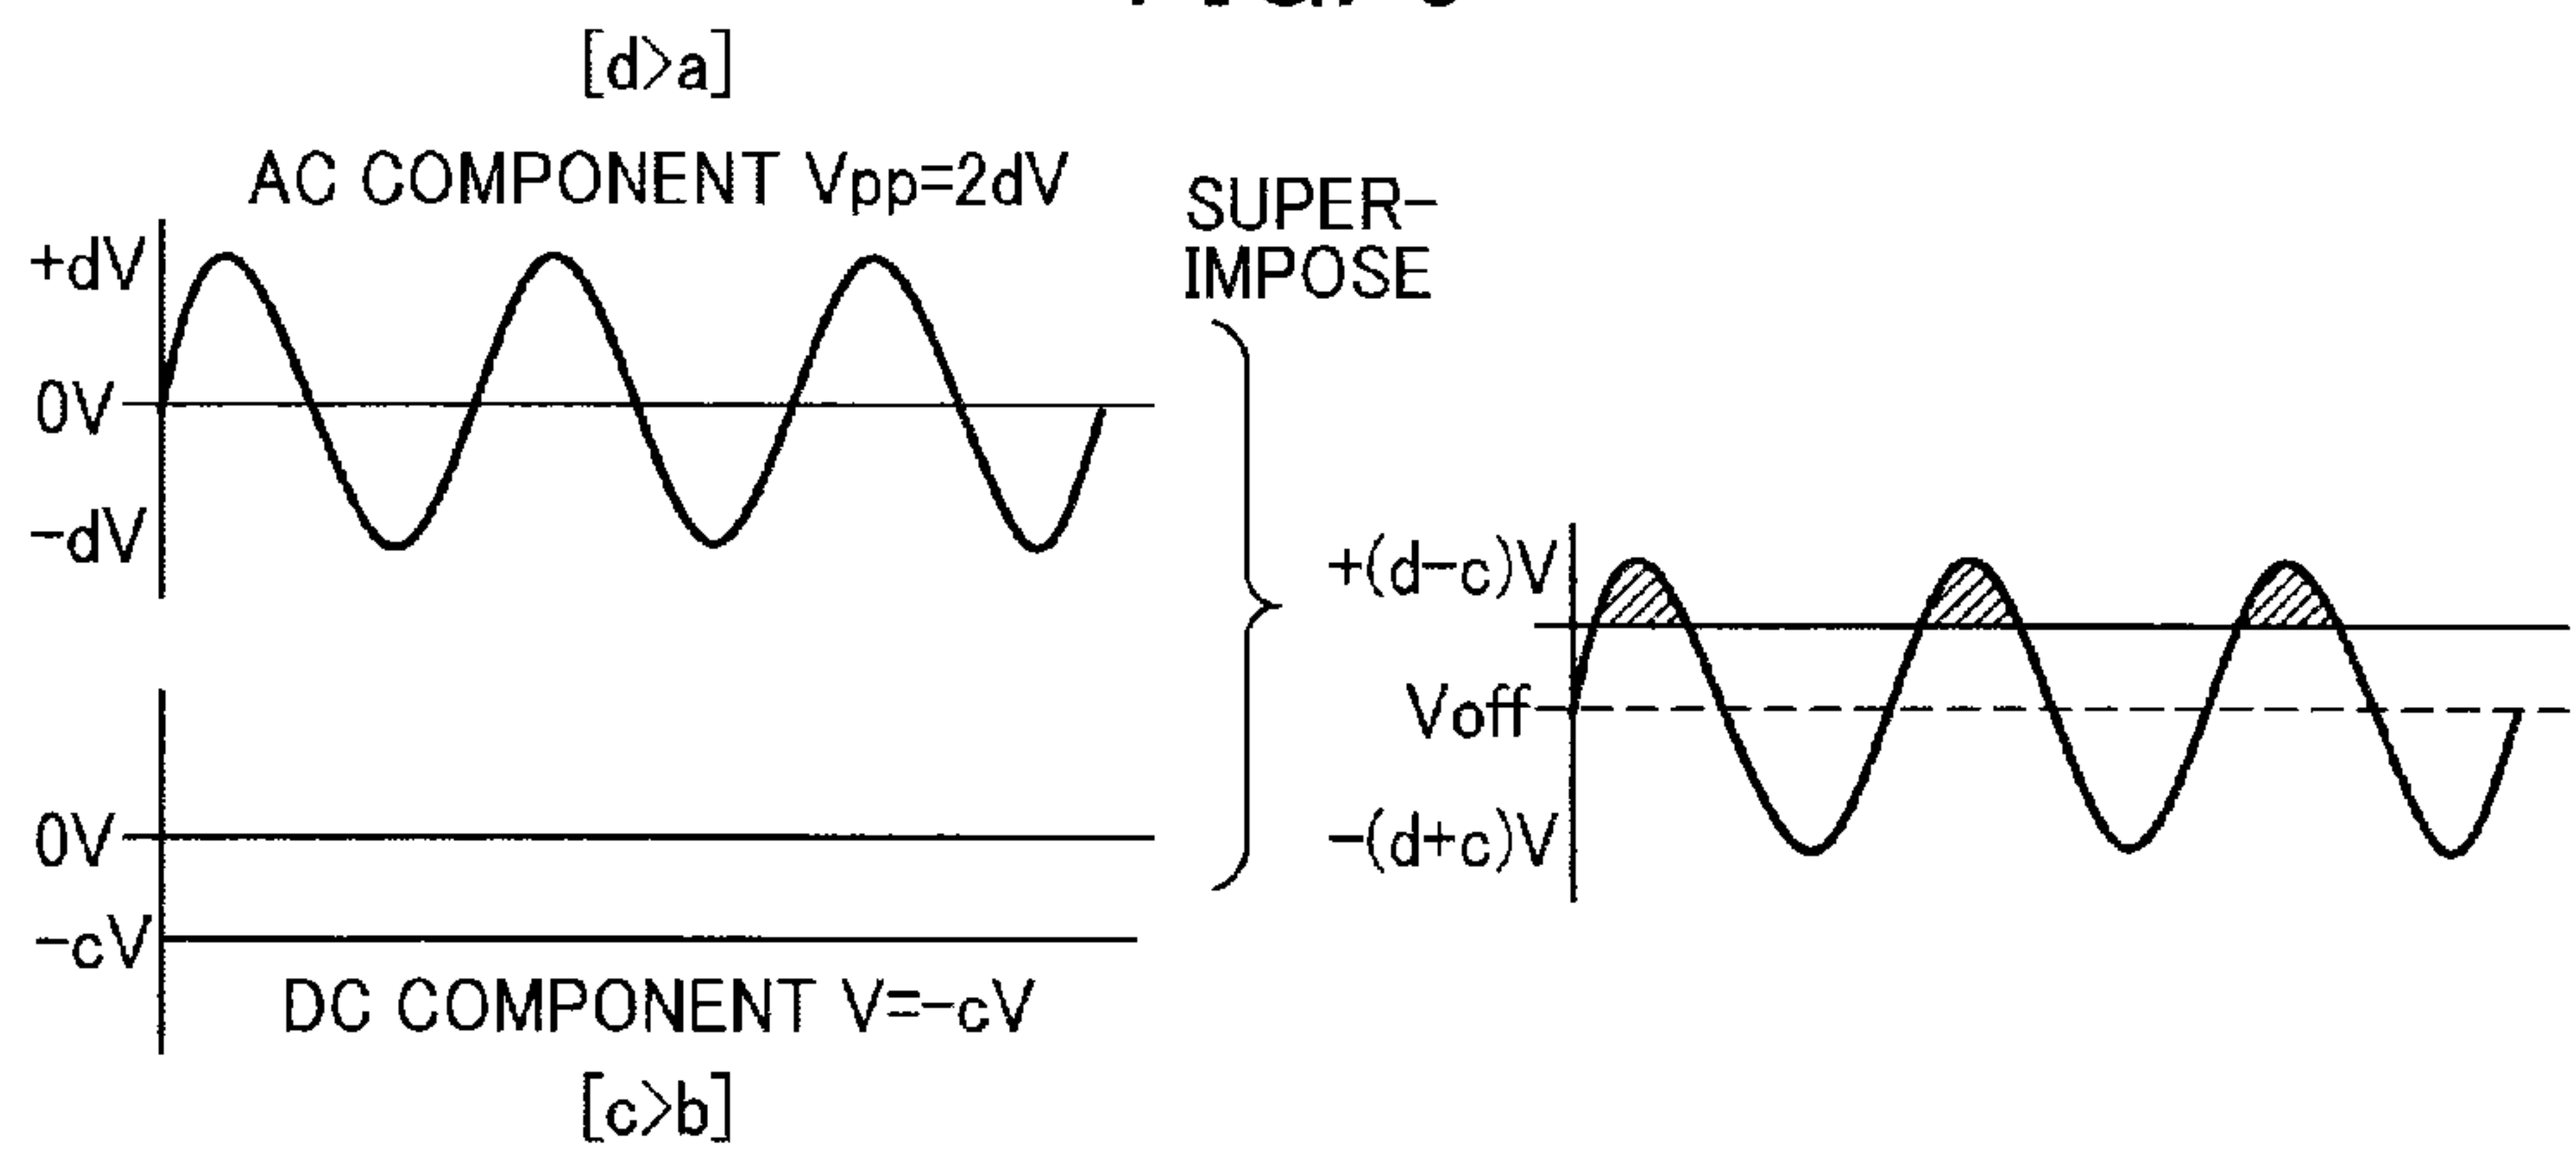 [d>a]
AC COMPONENT Vpp=2dV
+dV
0V
-dV
SUPER-
IMPOSE
+(d-c)V
Voff
-(d+c)V
0V
-cV
DC COMPONENT V=-cV
[c>b]